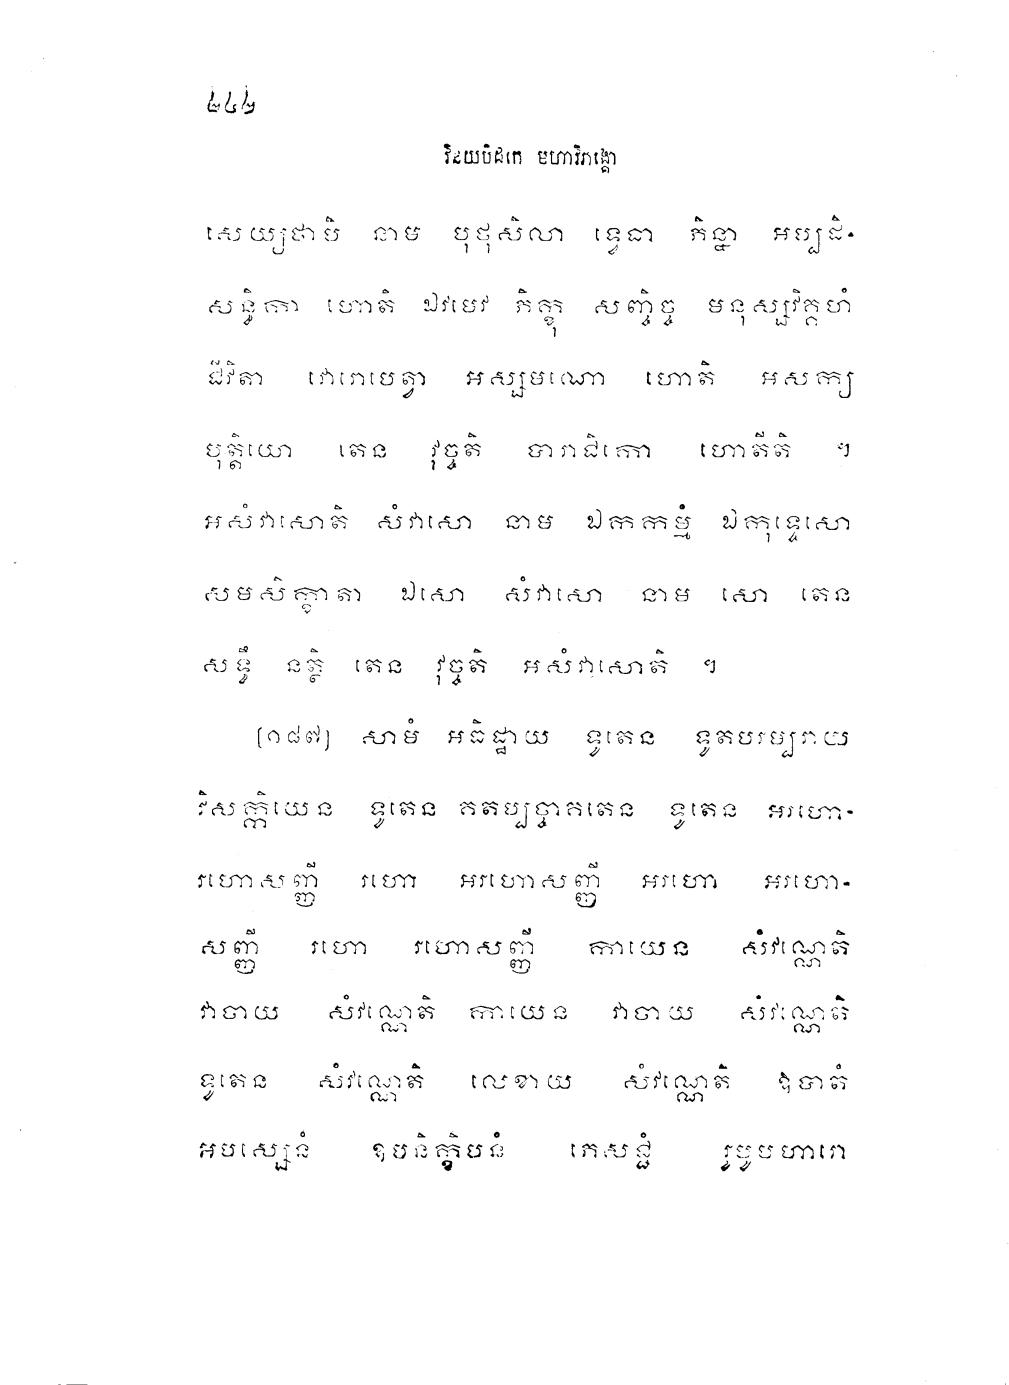 ២៤៤
វិនយបិដកេ មហាវិភង្គោ
សេយ្យថាបិ នាម បុថុសិលា ទ្វេធា ភិន្នា អប្បដិ-
សន្ធិកា ហោតិ ឯវមេវ ភិក្ខុ សញ្ចិច្ច មនុស្សវិគ្គហំ
ជីវិតា វោរោបេត្វា អស្សមណោ ហោតិ អសក្យ
បុត្តិយោ តេន វុច្ចតិ បារាជិកោ ហោតីតិ ។
អសំវាសោតិ សំវាសោ នាម ឯកកម្មំ ឯកុទ្ទេសោ
សមសិក្ខាតា ឯសោ សំវាសោ នាម សោ តេន
សទ្ធឹ នត្ថិ តេន វុច្ចតិ អសំវាសោតិ ។
[១៨៧] សាមំ អធិដ្ឋាយ ទូតេន ទូតបរម្បរាយ
វិសក្កិយេន ទូតេន គតប្បច្ចាគតេន ទូតេន អរហោ-
រហោសញ្ញី រហោ អរហោសញ្ញី អរហោ អរហោ-
សញ្ញី រហោ រហោសញ្ញី កាយេន សំវណ្ណេតិ
វាចាយ សំវណ្ណេតិ កាយេន វាចាយ សំវណ្ណេតិ
ទូតេន សំវណ្ណេតិ លេខាយ សំវណ្ណេតិ ឱបាតំ
អបស្សេនំ ឧបនិក្ខិបនំ ភេសជ្ជំ រូបូបហារោ